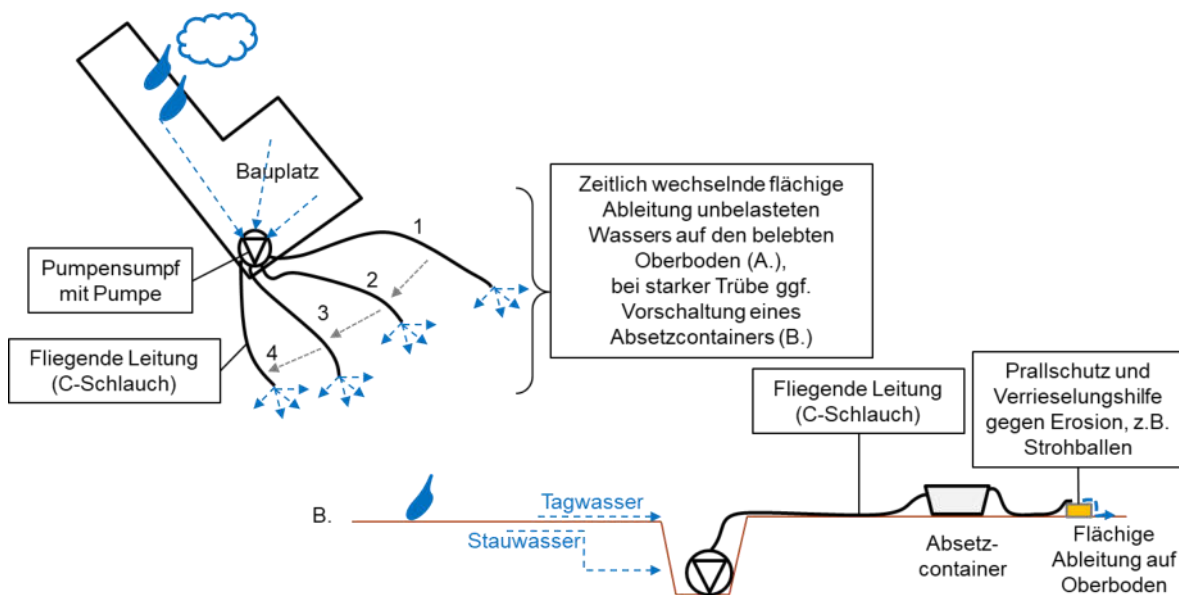 Bauplatz
1
2
3
4
Pumpensumpf
mit Pumpe
Fliegende Leitung
(C-Schlauch)
Zeitlich wechselnde flächige
Ableitung unbelasteten
Wassers auf den belebten
Oberboden (A.),
bei starker Trübe ggf.
Vorschaltung eines
Absetzcontainers (B.)
Fliegende Leitung
(C-Schlauch)
Prallschutz und
Verrieselungshilfe
gegen Erosion, z.B.
Strohballen
B.
Tagwasser
Stauwasser
Absetz-
container
Flächige
Ableitung auf
Oberboden